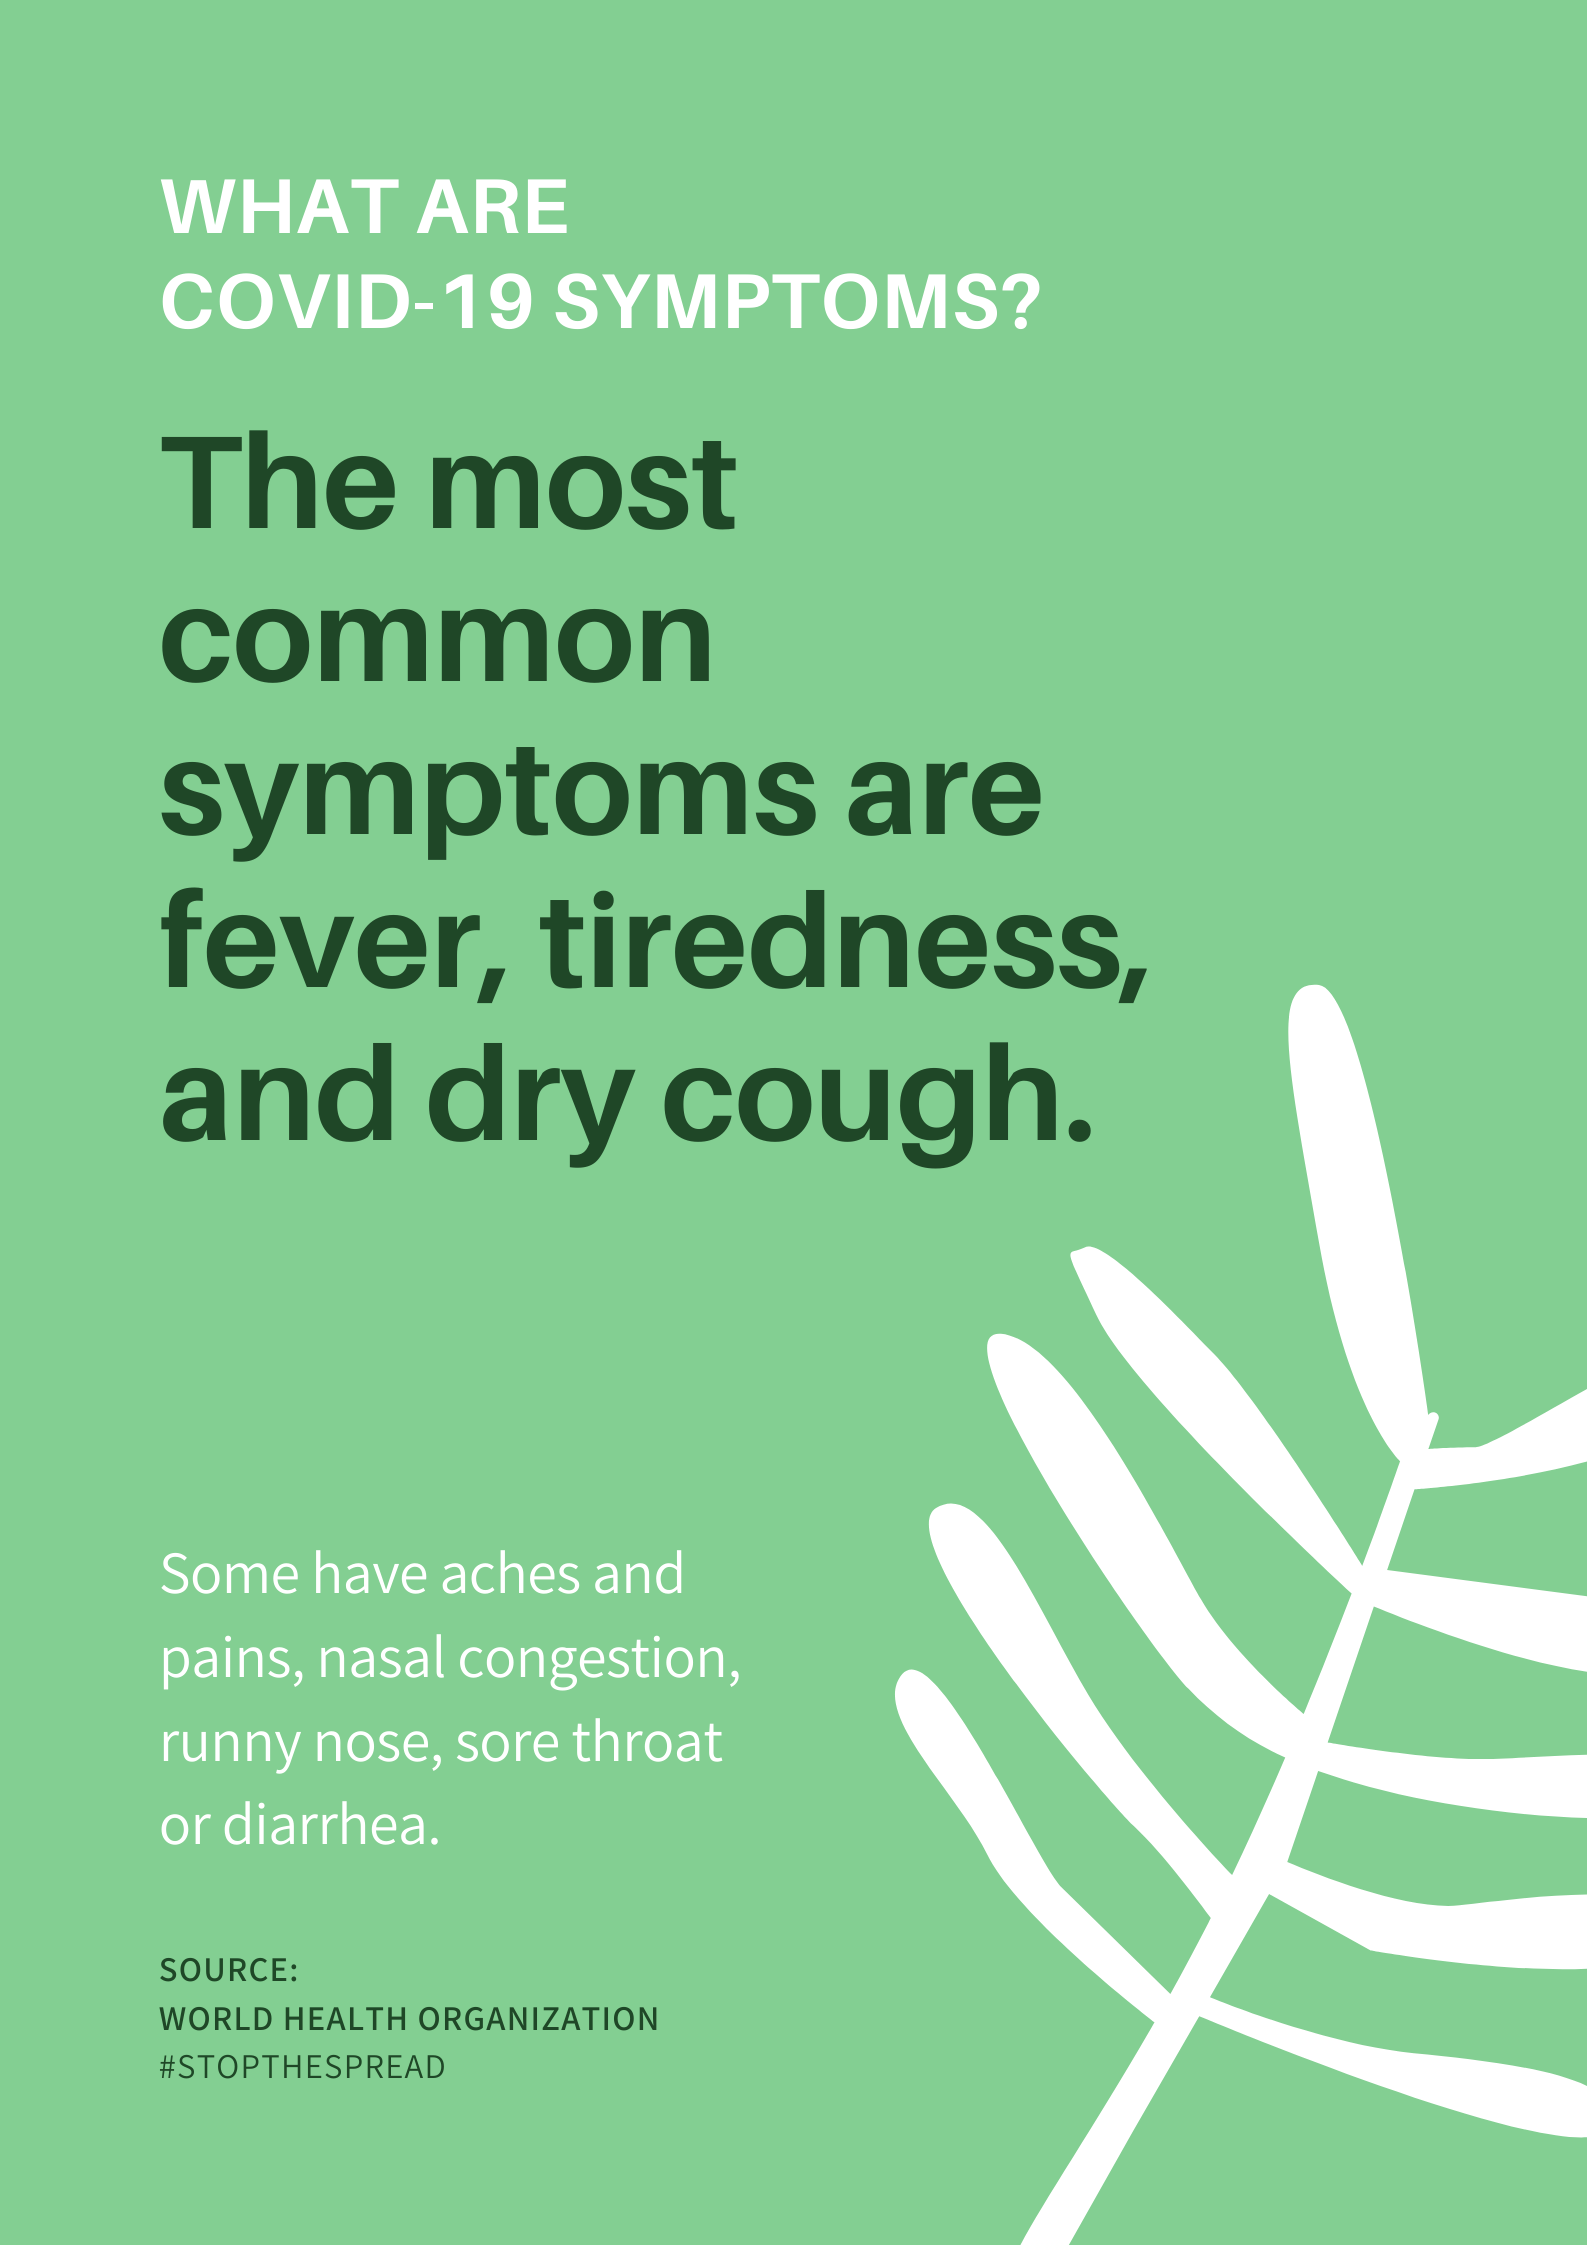 WHAT ARE
COVID-19 SYMPTOMS?
The most
common
symptoms are
fever, tiredness,
and dry cough.
Some have aches and
pains, nasal congestion,
runny nose, sore throat
or diarrhea.
SOURCE:
WORLD HEALTH ORGANIZATION
#STOPTHESPREAD